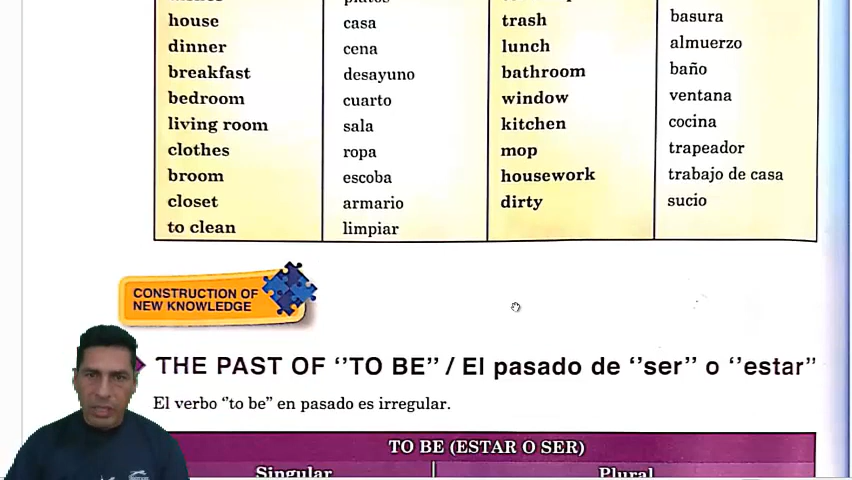 platos
house casa trash basura
dinner cena lunch almuerzo
breakfast desayuno bathroom baño
bedroom cuarto window ventana
living room sala kitchen cocina
clothes ropa mop trapeador
broom escoba housework trabajo de casa
closet armario dirty sucio
to clean limpiar
CONSTRUCTION OF
NEW KNOWLEDGE
THE PAST OF ‘‘TO BE’’ / El pasado de ‘‘ser’’ o ‘‘estar’’
El verbo “to be” en pasado es irregular.
TO BE (ESTAR O SER)
Singular Plural